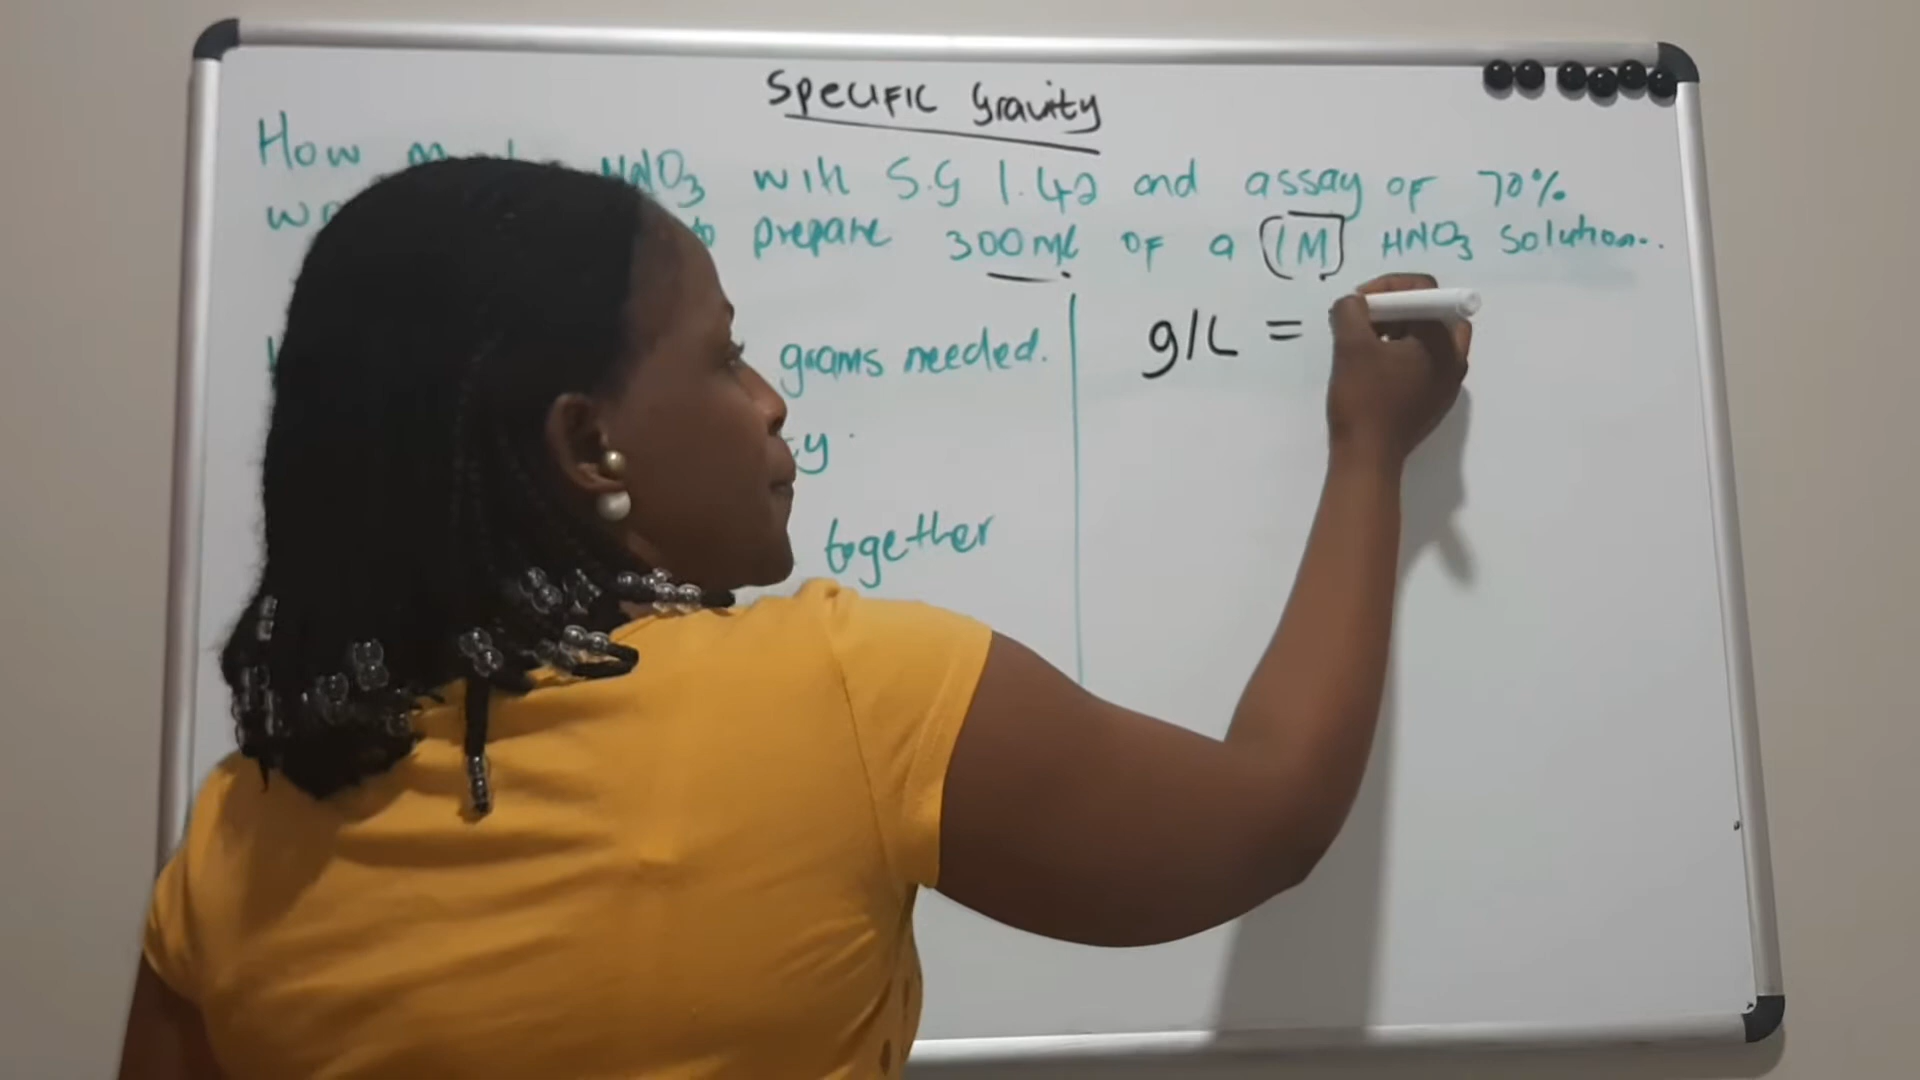 Specific Gravity
How HNO3 with S.G 1.42 and assay of 70%
to prepare 300ml of a 1M HNO3 solution..
grams needed.
together
g/L =